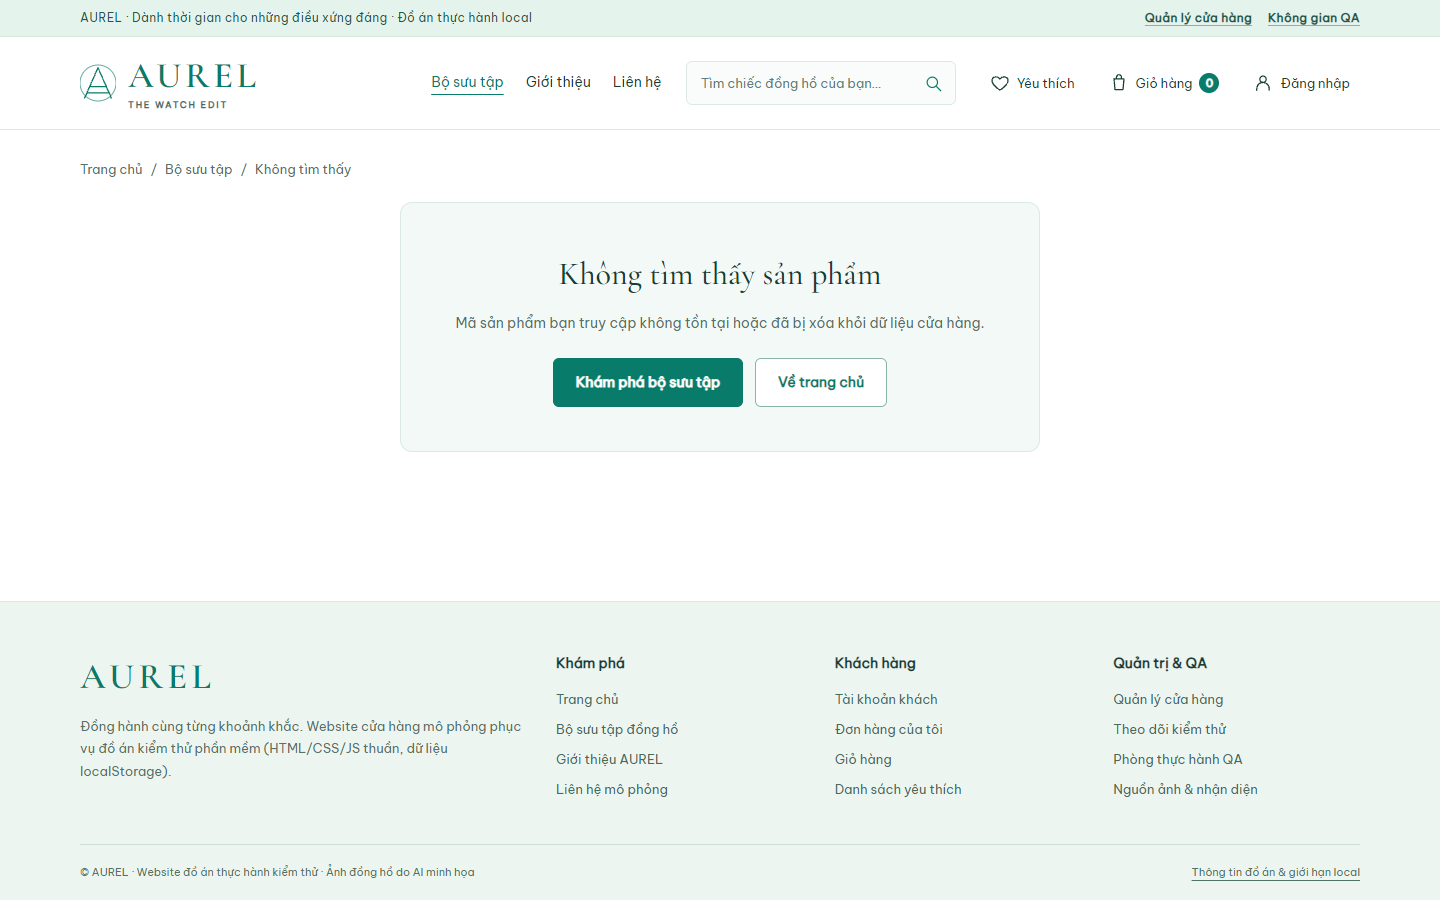 AUREL · Dành thời gian cho những điều xứng đáng · Đồ án thực hành local
Quản lý cửa hàng
Không gian QA
AUREL
THE WATCH EDIT
Bộ sưu tập
Giới thiệu
Liên hệ
Tìm chiếc đồng hồ của bạn...
Yêu thích
Giỏ hàng 0
Đăng nhập
Trang chủ / Bộ sưu tập / Không tìm thấy
Không tìm thấy sản phẩm
Mã sản phẩm bạn truy cập không tồn tại hoặc đã bị xóa khỏi dữ liệu cửa hàng.
Khám phá bộ sưu tập
Về trang chủ
AUREL
Đồng hành cùng từng khoảnh khắc. Website cửa hàng mô phỏng phục
vụ đồ án kiểm thử phần mềm (HTML/CSS/JS thuần, dữ liệu
localStorage).
Khám phá
Trang chủ
Bộ sưu tập đồng hồ
Giới thiệu AUREL
Liên hệ mô phỏng
Khách hàng
Tài khoản khách
Đơn hàng của tôi
Giỏ hàng
Danh sách yêu thích
Quản trị & QA
Quản lý cửa hàng
Theo dõi kiểm thử
Phòng thực hành QA
Nguồn ảnh & nhận diện
© AUREL · Website đồ án thực hành kiểm thử · Ảnh đồng hồ do AI minh họa
Thông tin đồ án & giới hạn local